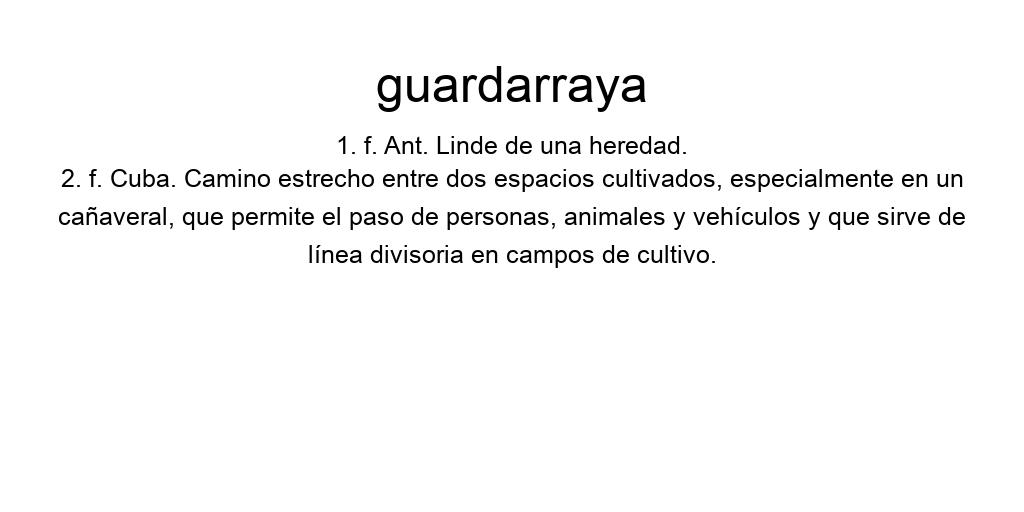 guardarraya
1. f. Ant. Linde de una heredad.
2. f. Cuba. Camino estrecho entre dos espacios cultivados, especialmente en un
cañaveral, que permite el paso de personas, animales y vehículos y que sirve de
línea divisoria en campos de cultivo.